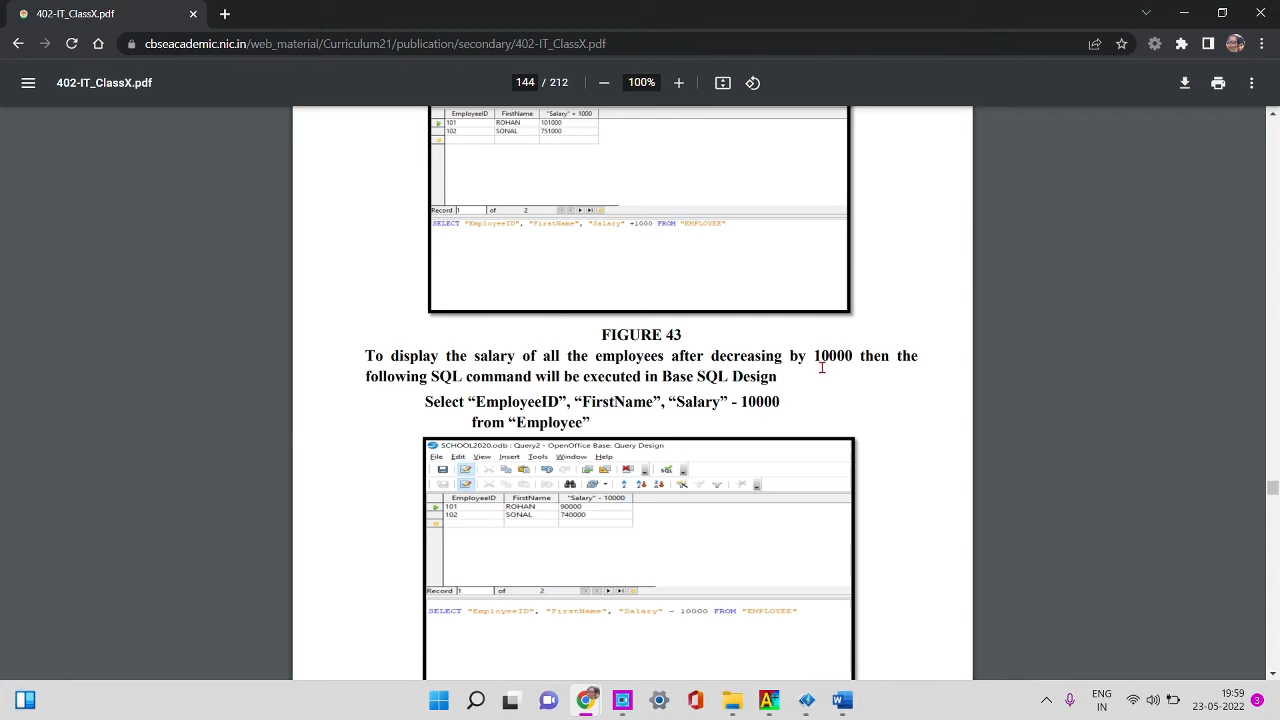 402-IT_ClassX.pdf
cbseacademic.nic.in/web_material/Curriculum21/publication/secondary/402-IT_ClassX.pdf
402-IT_ClassX.pdf
144 / 212
100%
EmployeeID FirstName "Salary" + 1000
101 ROHAN 101000
102 SONAL 751000
Record 1 of 2
SELECT "EmployeeID", "FirstName", "Salary" +1000 FROM "EMPLOYEE"
FIGURE 43
To display the salary of all the employees after decreasing by 10000 then the
following SQL command will be executed in Base SQL Design
Select “EmployeeID”, “FirstName”, “Salary” - 10000
from “Employee”
SCHOOL2020.odb : Query2 - OpenOffice Base: Query Design
File Edit View Insert Tools Window Help
SQL
EmployeeID FirstName "Salary" - 10000
101 ROHAN 90000
102 SONAL 740000
Record 1 of 2
SELECT "EmployeeID", "FirstName", "Salary" - 10000 FROM "EMPLOYEE"
ENG
IN
19:59
23-05-2022
3